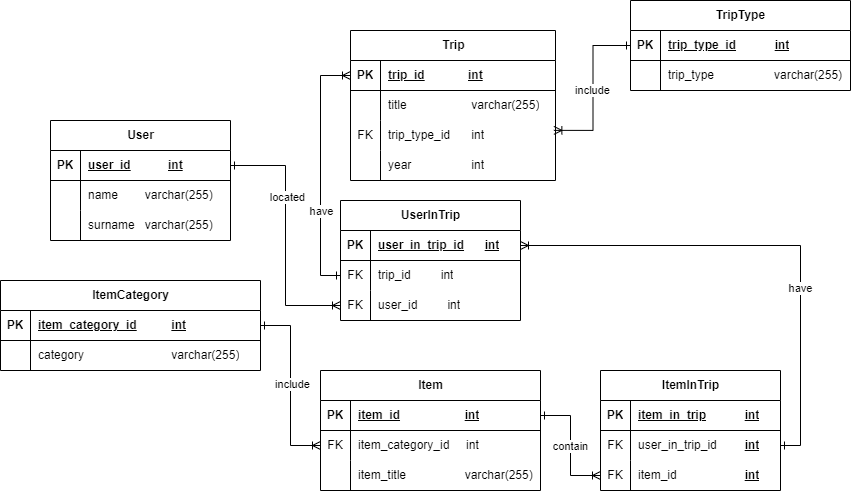 TripType
PK trip_type_id int
trip_type varchar(255)
Trip
PK trip_id int
title varchar(255)
FK trip_type_id int
year int
include
User
PK user_id int
name varchar(255)
surname varchar(255)
located
have
UserInTrip
PK user_in_trip_id int
FK trip_id int
FK user_id int
have
ItemCategory
PK item_category_id int
category varchar(255)
include
Item
PK item_id int
FK item_category_id int
item_title varchar(255)
contain
ItemInTrip
PK item_in_trip int
FK user_in_trip_id int
FK item_id int